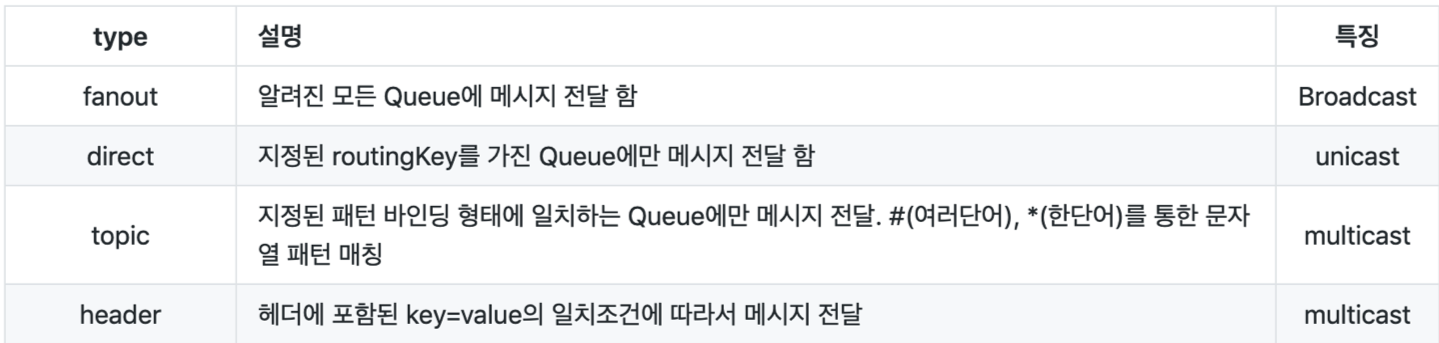 type 설명 특징
fanout 알려진 모든 Queue에 메시지 전달 함 Broadcast
direct 지정된 routingKey를 가진 Queue에만 메시지 전달 함 unicast
topic 지정된 패턴 바인딩 형태에 일치하는 Queue에만 메시지 전달. #(여러단어), *(한단어)를 통한 문자
열 패턴 매칭 multicast
header 헤더에 포함된 key=value의 일치조건에 따라서 메시지 전달 multicast